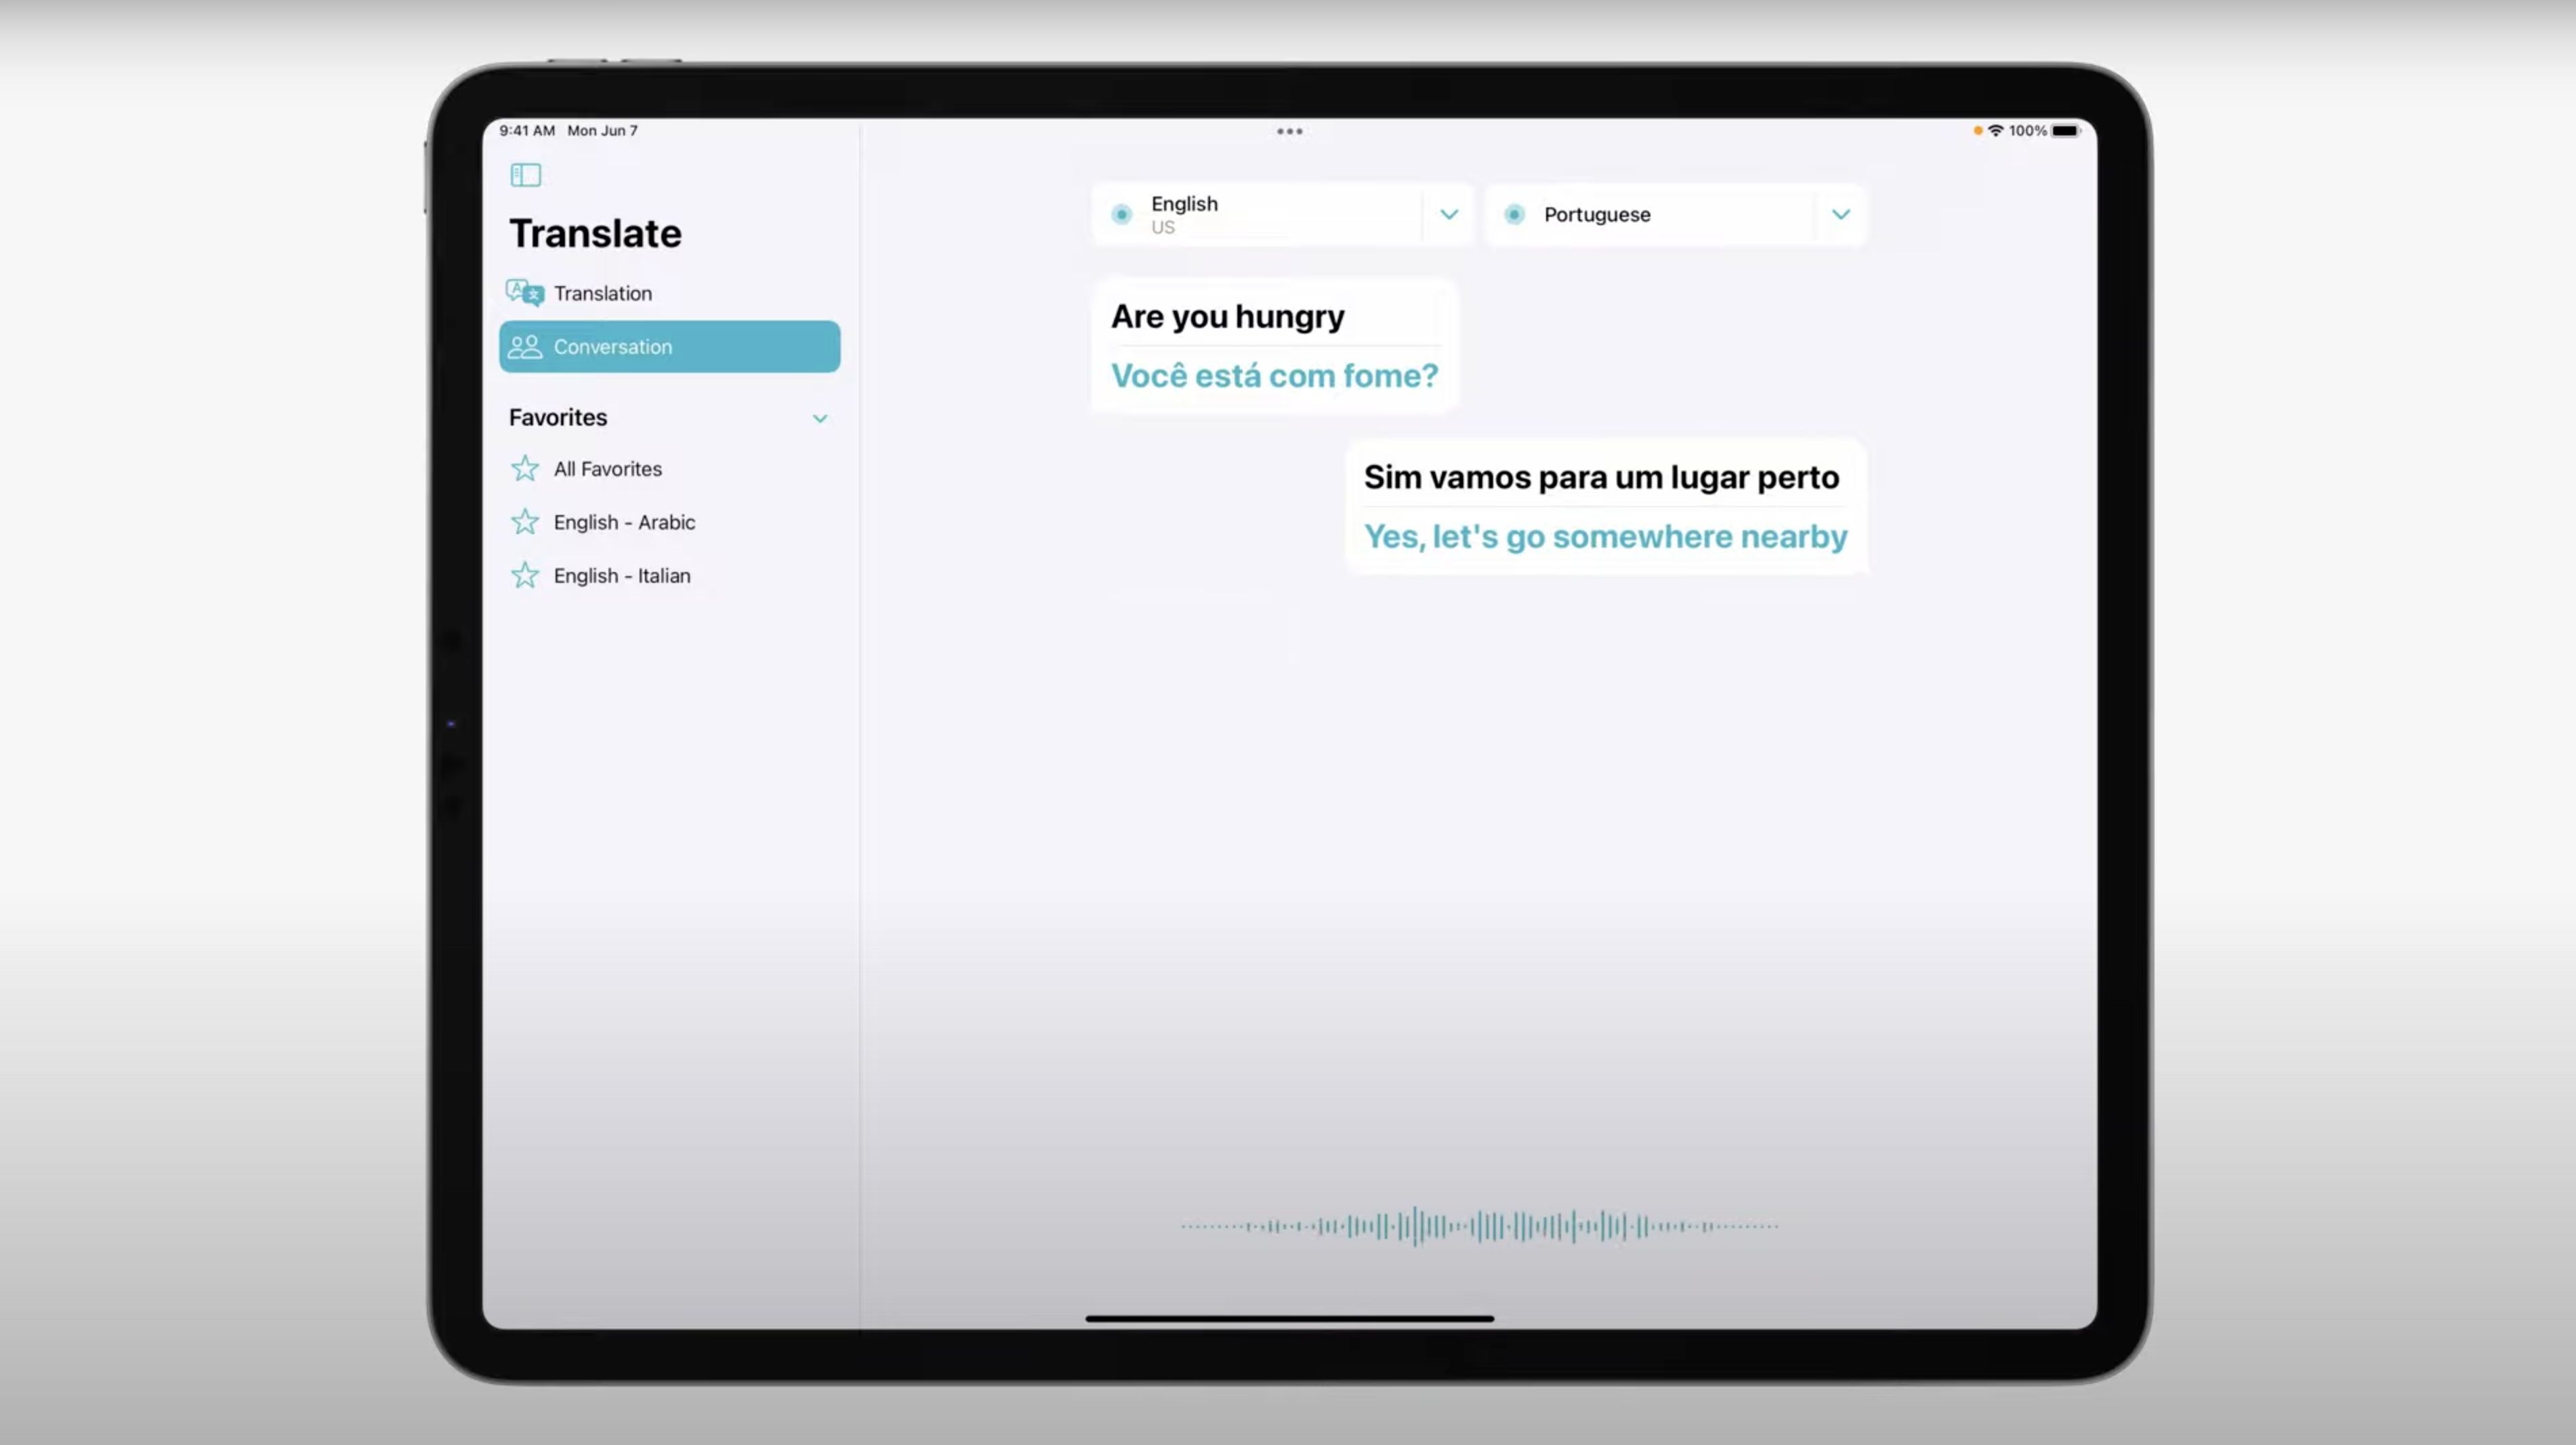 9:41 AM Mon Jun 7
100%
Translate
Translation
Conversation
Favorites
All Favorites
English - Arabic
English - Italian
English
US
Portuguese
Are you hungry
Você está com fome?
Sim vamos para um lugar perto
Yes, let's go somewhere nearby